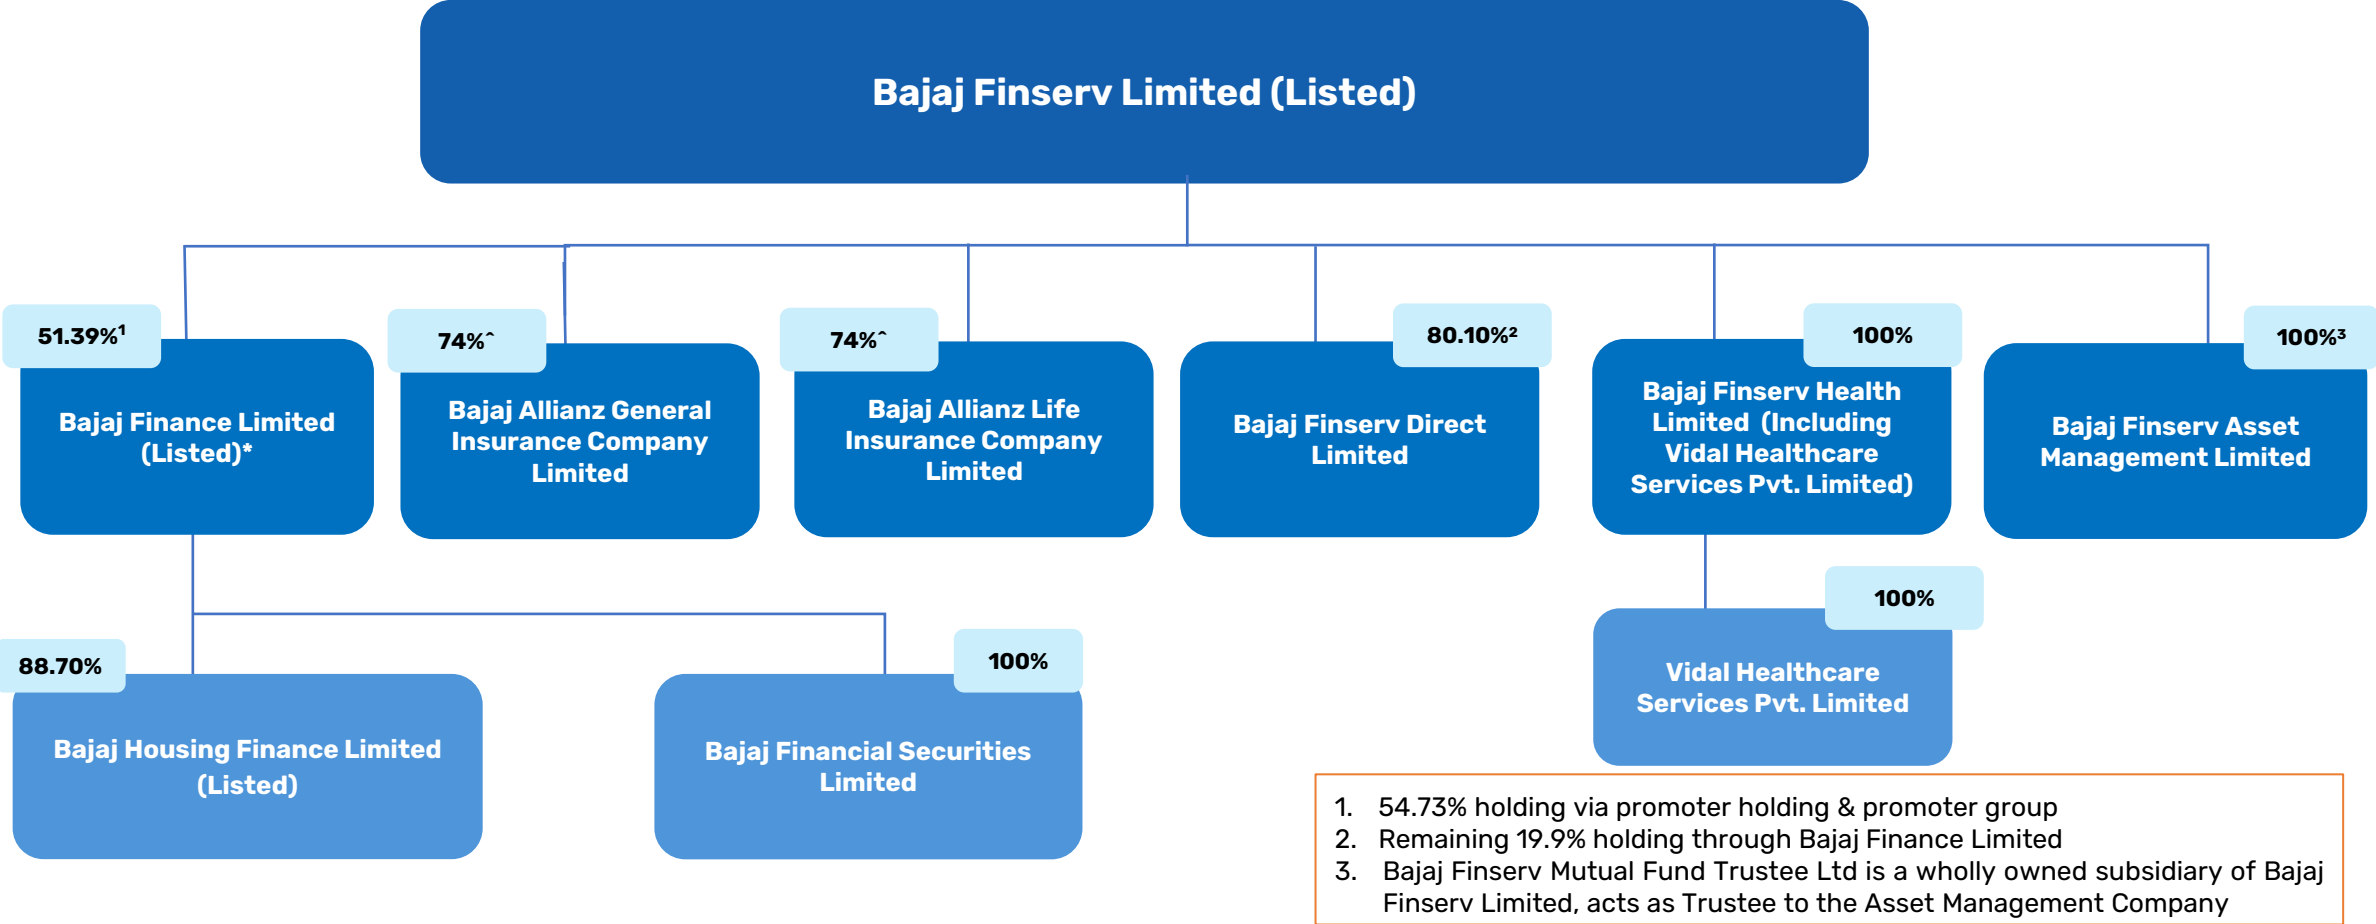 Bajaj Finserv Limited (Listed)
51.39%¹
Bajaj Finance Limited
(Listed)*
74%^
Bajaj Allianz General
Insurance Company
Limited
74%^
Bajaj Allianz Life
Insurance Company
Limited
80.10%²
Bajaj Finserv Direct
Limited
100%
Bajaj Finserv Health
Limited (Including
Vidal Healthcare
Services Pvt. Limited)
100%³
Bajaj Finserv Asset
Management Limited
88.70%
Bajaj Housing Finance Limited
(Listed)
100%
Bajaj Financial Securities
Limited
100%
Vidal Healthcare
Services Pvt. Limited
1. 54.73% holding via promoter holding & promoter group
2. Remaining 19.9% holding through Bajaj Finance Limited
3. Bajaj Finserv Mutual Fund Trustee Ltd is a wholly owned subsidiary of Bajaj
Finserv Limited, acts as Trustee to the Asset Management Company